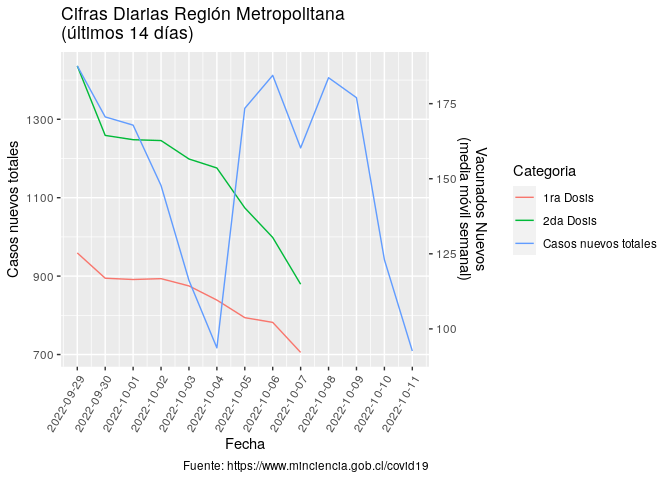 Cifras Diarias Región Metropolitana
(últimos 14 días)
Casos nuevos totales
1300
1100
900
700
175
150
125
100
Vacunados Nuevos
(media móvil semanal)
Categoria
1ra Dosis
2da Dosis
Casos nuevos totales
2022-09-29
2022-09-30
2022-10-01
2022-10-02
2022-10-03
2022-10-04
2022-10-05
2022-10-06
2022-10-07
2022-10-08
2022-10-09
2022-10-10
2022-10-11
Fecha
Fuente: https://www.minciencia.gob.cl/covid19